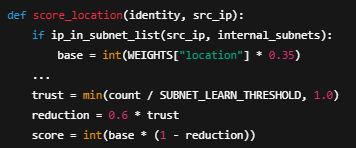 def score_location(identity, src_ip):
    if ip_in_subnet_list(src_ip, internal_subnets):
        base = int(WEIGHTS["location"] * 0.35)
    ...
    trust = min(count / SUBNET_LEARN_THRESHOLD, 1.0)
    reduction = 0.6 * trust
    score = int(base * (1 - reduction))